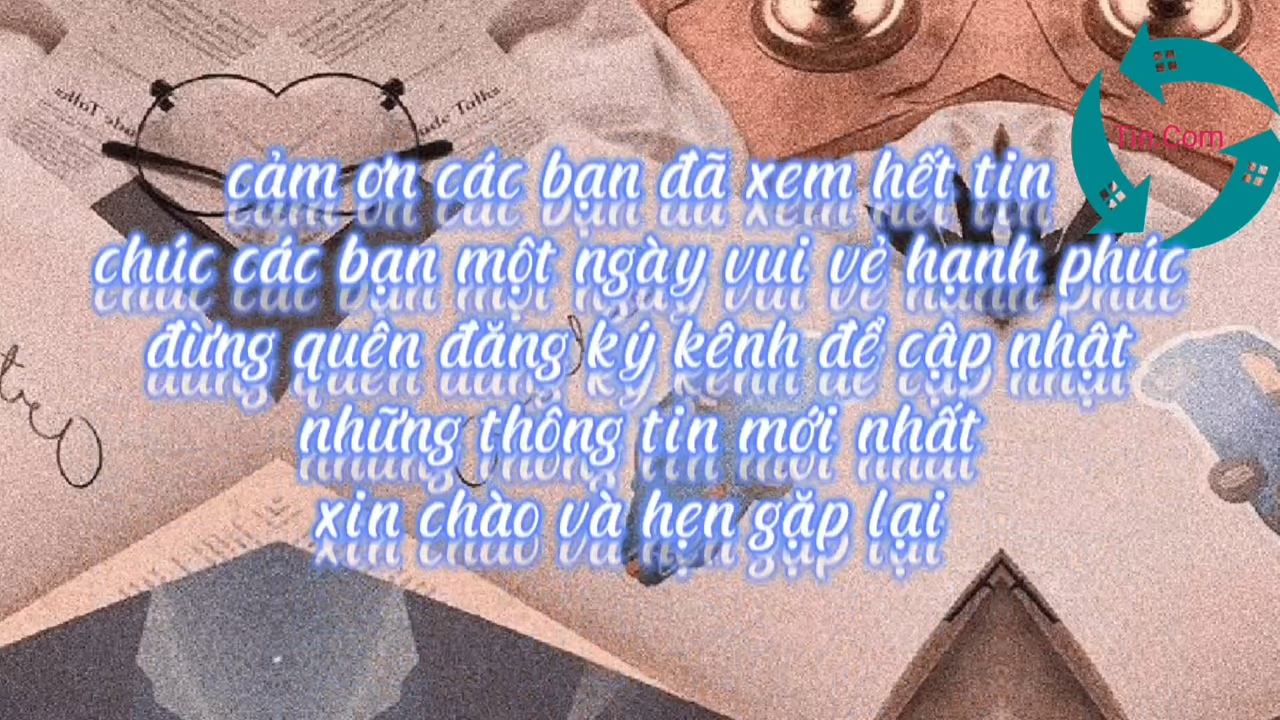 Tin.Com
cảm ơn các bạn đã xem hết tin
chúc các bạn một ngày vui vẻ hạnh phúc
đừng quên đăng ký kênh để cập nhật
những thông tin mới nhất
xin chào và hẹn gặp lại